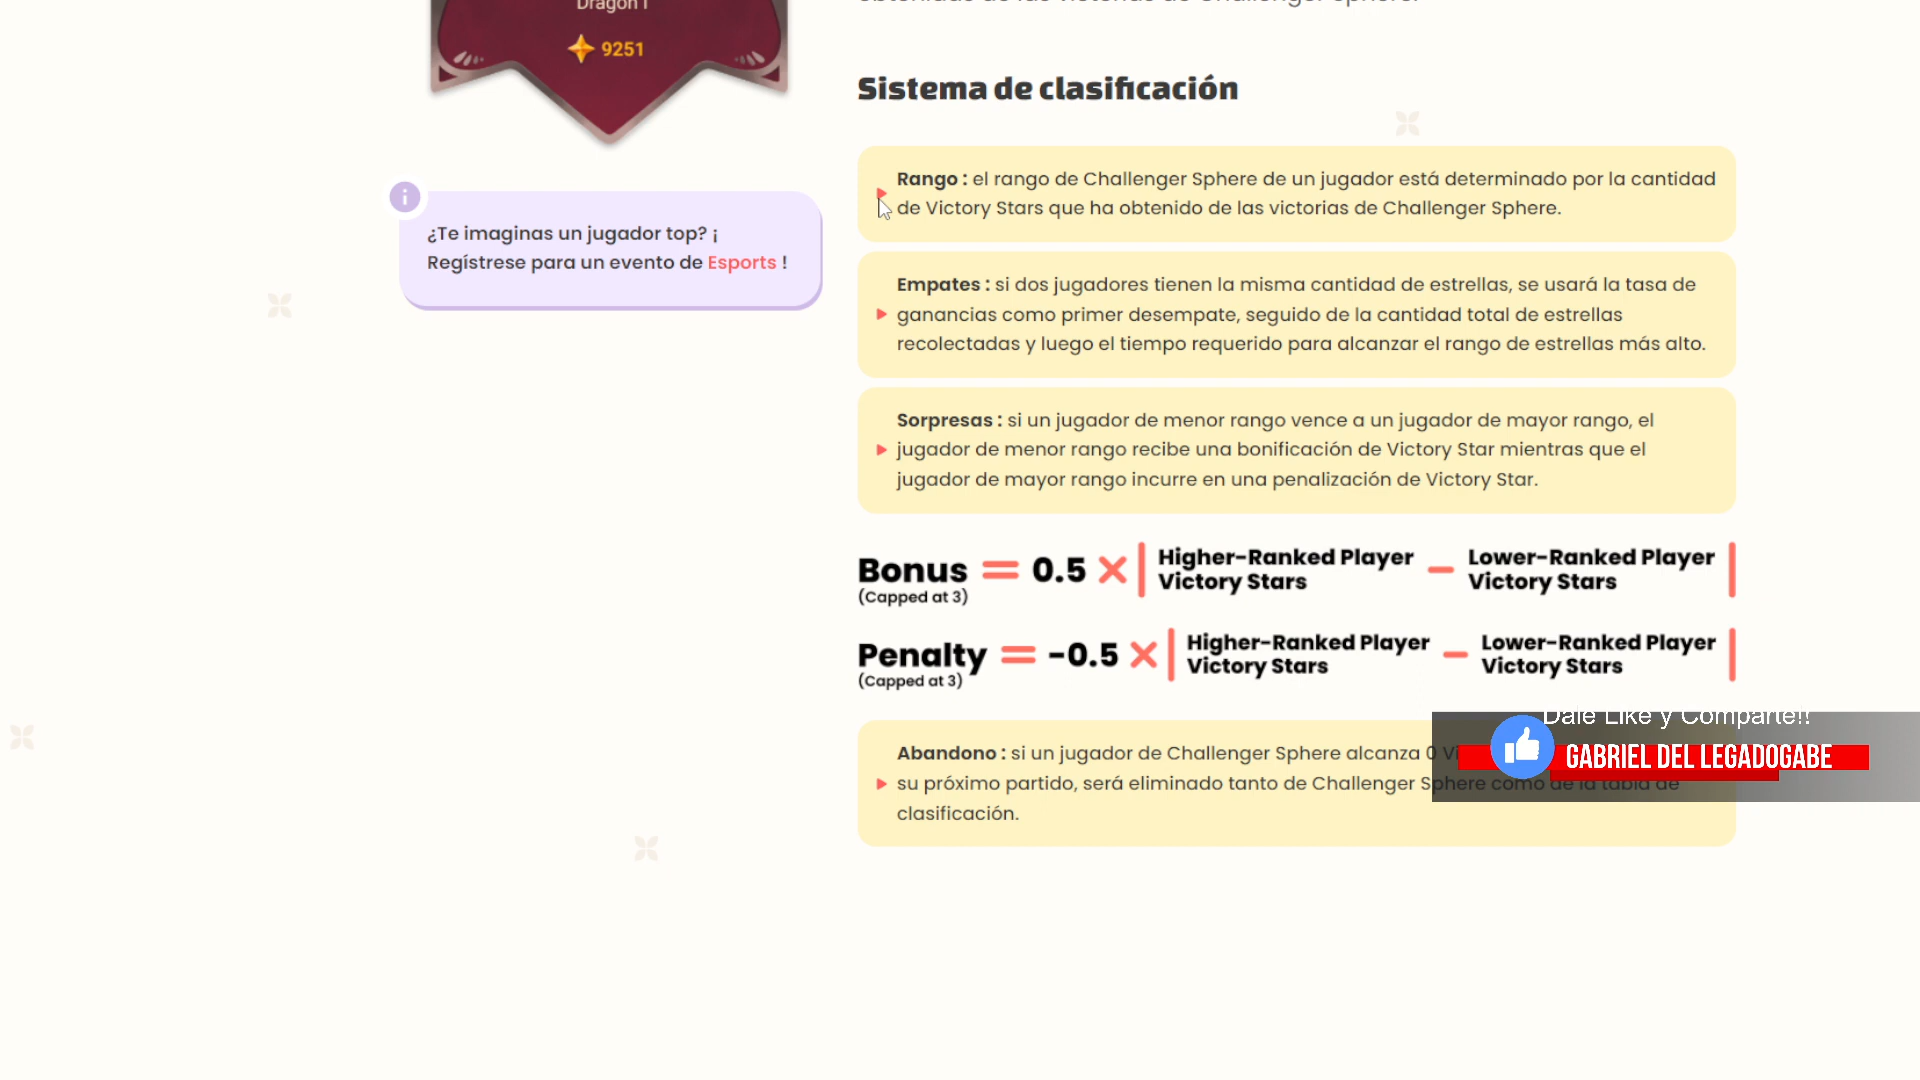 Dragon I
9251
Sistema de clasificación
¿Te imaginas un jugador top? ¡
Regístrese para un evento de Esports !
Rango : el rango de Challenger Sphere de un jugador está determinado por la cantidad
de Victory Stars que ha obtenido de las victorias de Challenger Sphere.
Empates : si dos jugadores tienen la misma cantidad de estrellas, se usará la tasa de
ganancias como primer desempate, seguido de la cantidad total de estrellas
recolectadas y luego el tiempo requerido para alcanzar el rango de estrellas más alto.
Sorpresas : si un jugador de menor rango vence a un jugador de mayor rango, el
jugador de menor rango recibe una bonificación de Victory Star mientras que el
jugador de mayor rango incurre en una penalización de Victory Star.
Bonus = 0.5 × | Higher-Ranked Player Victory Stars − Lower-Ranked Player Victory Stars |
(Capped at 3)
Penalty = -0.5 × | Higher-Ranked Player Victory Stars − Lower-Ranked Player Victory Stars |
(Capped at 3)
Abandono : si un jugador de Challenger Sphere alcanza 0
su próximo partido, será eliminado tanto de Challenger Sphere como de la tabla de
clasificación.
Dale Like y Comparte!!
GABRIEL DEL LEGADOGABE